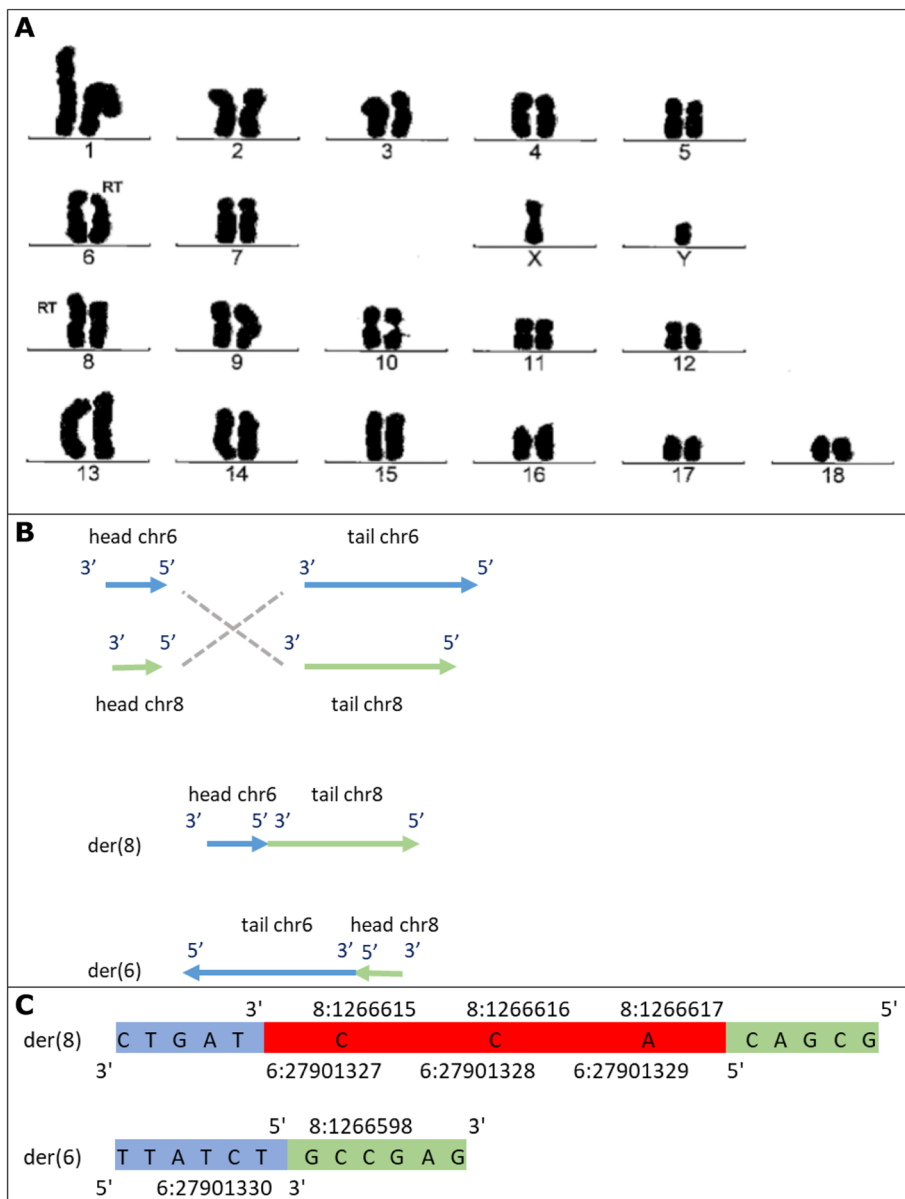 A
1 2 3 4 5
RT
6 7 X Y
RT
8 9 10 11 12
13 14 15 16 17 18
B
head chr6 tail chr6
3’ 5’ 3’ 5’
3’ 5’ 3’ 5’
head chr8 tail chr8
head chr6 tail chr8
3’ 5’ 3’ 5’
der(8)
tail chr6 head chr8
5’ 3’ 5’ 3’
der(6)
C
3' 8:1266615 8:1266616 8:1266617 5'
der(8) C T G A T C C A C A G C G
3' 6:27901327 6:27901328 6:27901329 5'
5' 8:1266598 3'
der(6) T T A T C T G C C G A G
5' 6:27901330 3'